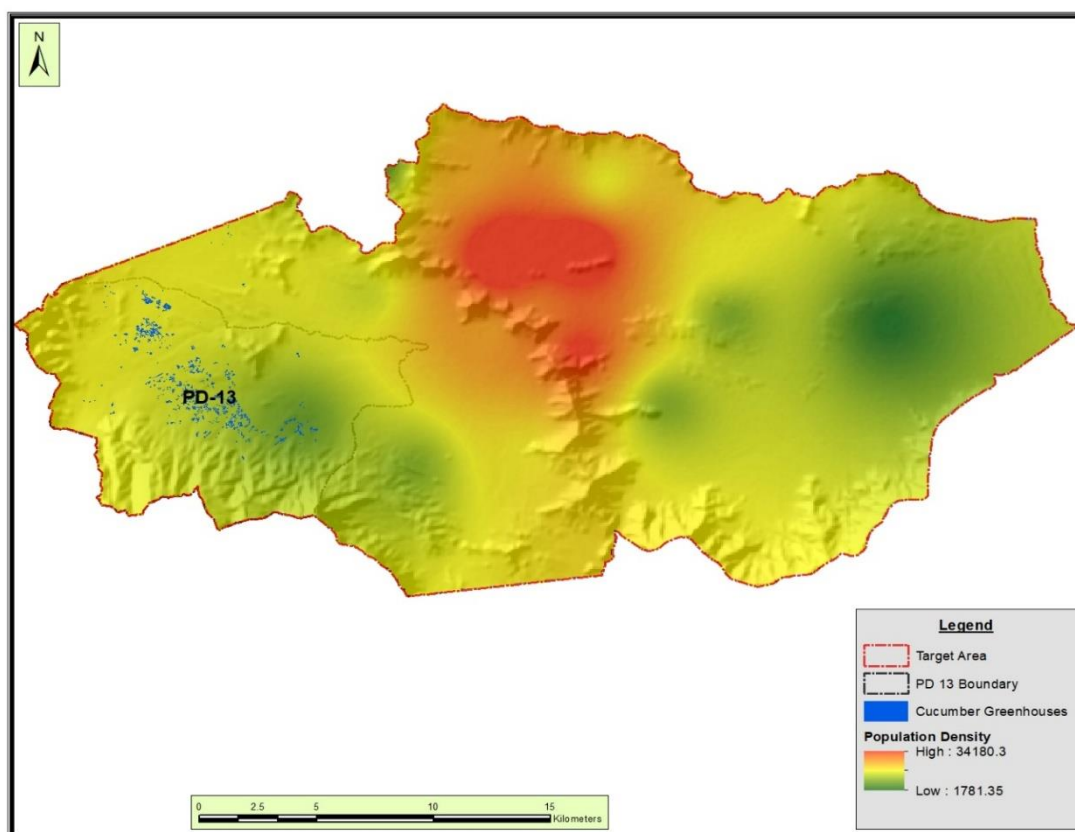 N
PD-13
Legend
Target Area
PD 13 Boundary
Cucumber Greenhouses
Population Density
High : 34180.3
Low : 1781.35
0 2.5 5 10 15
Kilometers